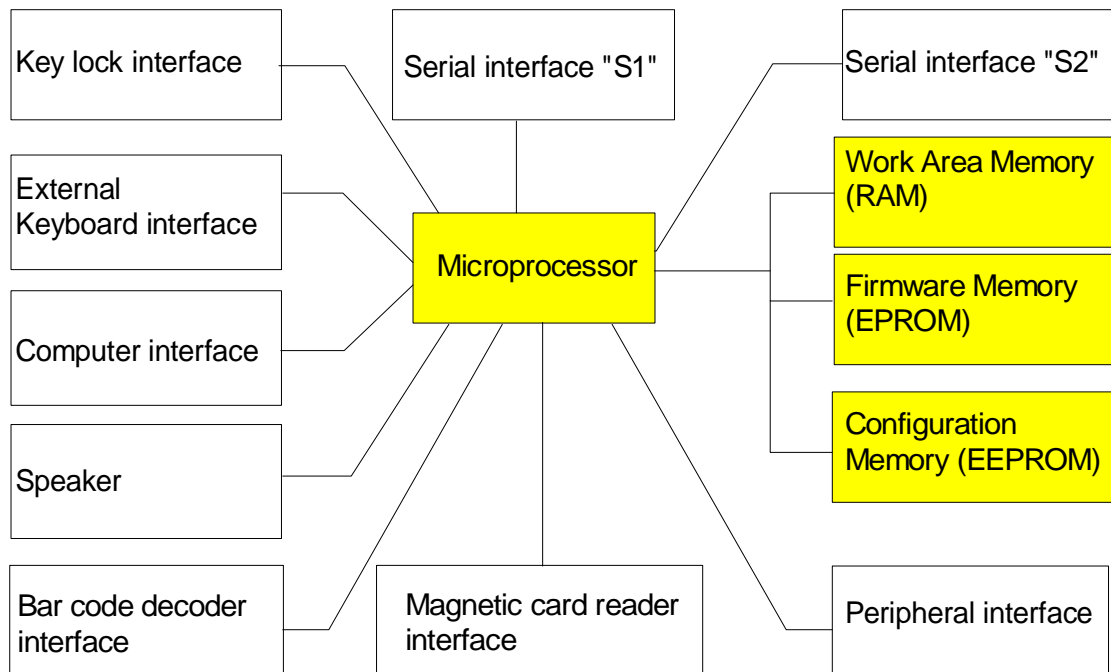 Key lock interface
Serial interface "S1"
Serial interface "S2"
External
Keyboard interface
Work Area Memory
(RAM)
Microprocessor
Firmware Memory
(EPROM)
Computer interface
Configuration
Memory (EEPROM)
Speaker
Bar code decoder
interface
Magnetic card reader
interface
Peripheral interface